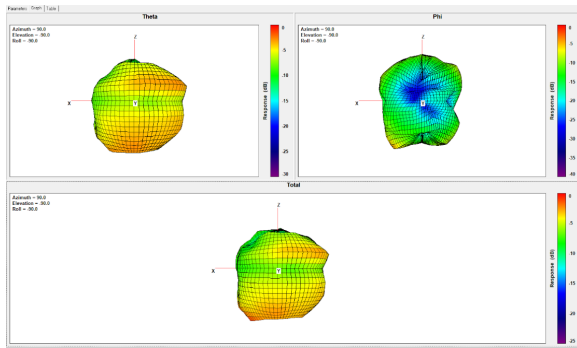 Parameters Graph Table
Theta
Azimuth = 90.0
Elevation = -90.0
Roll = -90.0
Z
X
Y
Response (dB)
0
-5
-10
-15
-20
-25
-30
Phi
Azimuth = 90.0
Elevation = -90.0
Roll = -90.0
Z
X
Y
Response (dB)
0
-5
-10
-15
-20
-25
-30
-35
-40
Total
Azimuth = 90.0
Elevation = -90.0
Roll = -90.0
Z
X
Y
Response (dB)
0
-5
-10
-15
-20
-25